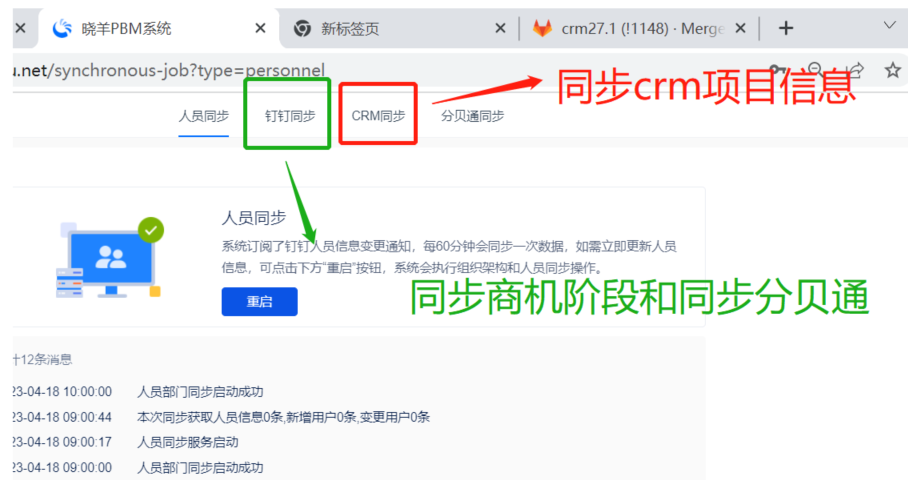 晓羊PBM系统
新标签页
crm27.1 (!1148) · Merge
u.net/synchronous-job?type=personnel
同步crm项目信息
人员同步 钉钉同步 CRM同步 分贝通同步
人员同步
系统订阅了钉钉人员信息变更通知，每60分钟会同步一次数据，如需立即更新人员
信息，可点击下方“重启”按钮，系统会执行组织架构和人员同步操作。
同步商机阶段和同步分贝通
重启
计12条消息
23-04-18 10:00:00 人员部门同步启动成功
23-04-18 09:00:44 本次同步获取人员信息0条,新增用户0条,变更用户0条
23-04-18 09:00:17 人员同步服务启动
23-04-18 09:00:00 人员部门同步启动成功